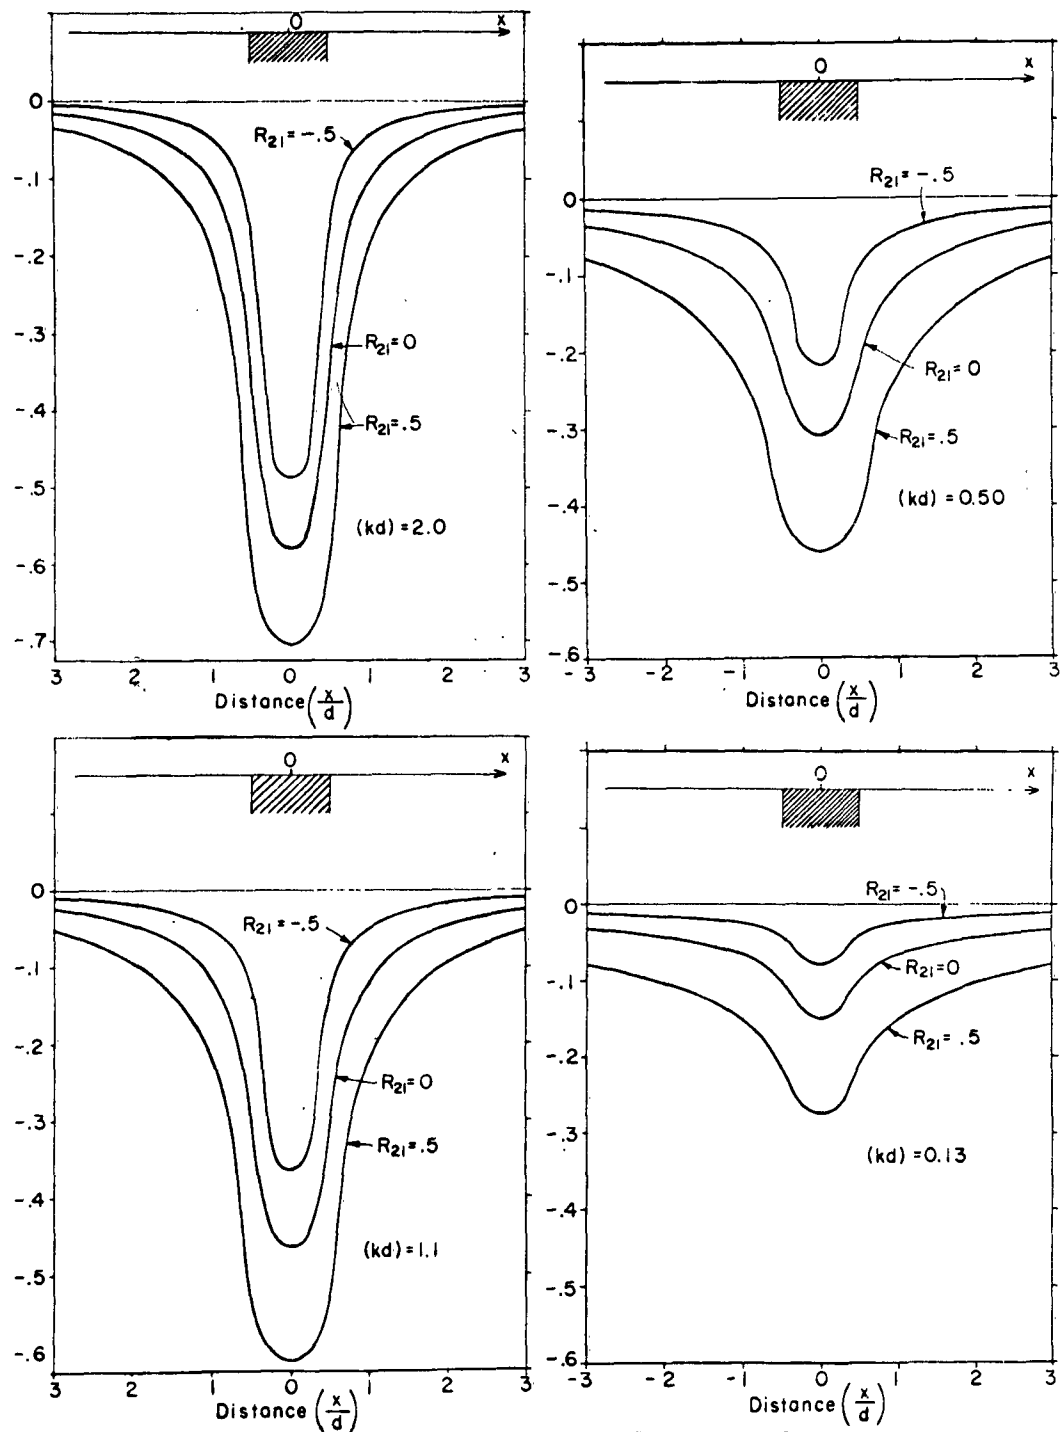 0 x
0
-.1
-.2
-.3
-.4
-.5
-.6
-.7
R21=-.5
R21=0
R21=.5
(kd)=2.0
3 2 1 0 1 2 3
Distance (x/d)
0 x
0
-.1
-.2
-.3
-.4
-.5
-.6
R21=-.5
R21=0
R21=.5
(kd)=0.50
-3 -2 -1 0 1 2 3
Distance (x/d)
0 x
0
-.1
-.2
-.3
-.4
-.5
-.6
R21=-.5
R21=0
R21=.5
(kd)=1.1
3 2 1 0 1 2 3
Distance (x/d)
0 x
0
-.1
-.2
-.3
-.4
-.5
-.6
R21=-.5
R21=0
R21=.5
(kd)=0.13
-3 -2 -1 0 1 2 3
Distance (x/d)